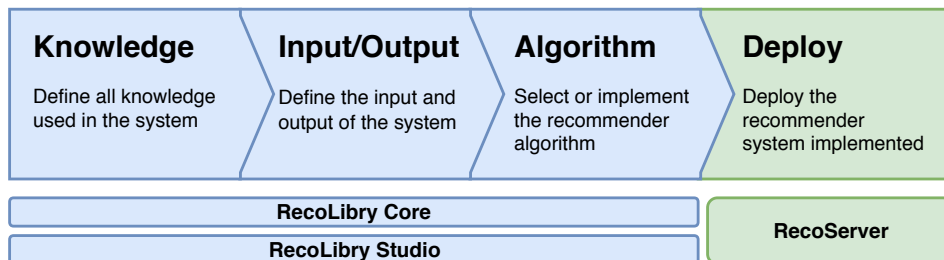 Knowledge
Define all knowledge
used in the system
Input/Output
Define the input and
output of the system
Algorithm
Select or implement
the recommender
algorithm
Deploy
Deploy the
recommender
system implemented
RecoLibry Core
RecoLibry Studio
RecoServer